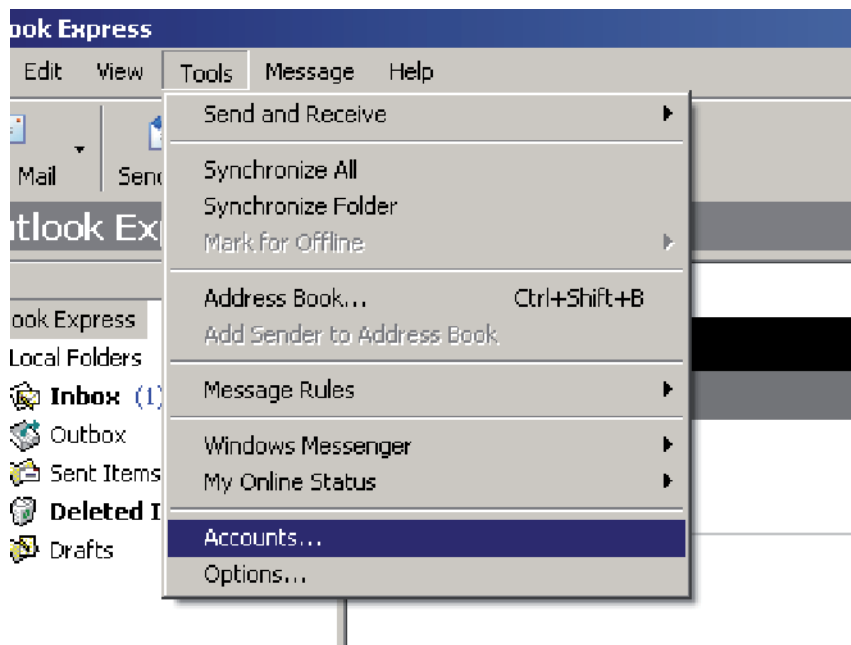 ook Express
Edit View Tools Message Help
Send and Receive
Mail Send
Synchronize All
Synchronize Folder
tlook Ex
Mark for Offline
Address Book... Ctrl+Shift+B
ook Express
Add Sender to Address Book
Local Folders
Message Rules
Inbox (1)
Outbox
Windows Messenger
Sent Items
My Online Status
Deleted I
Accounts...
Drafts
Options...